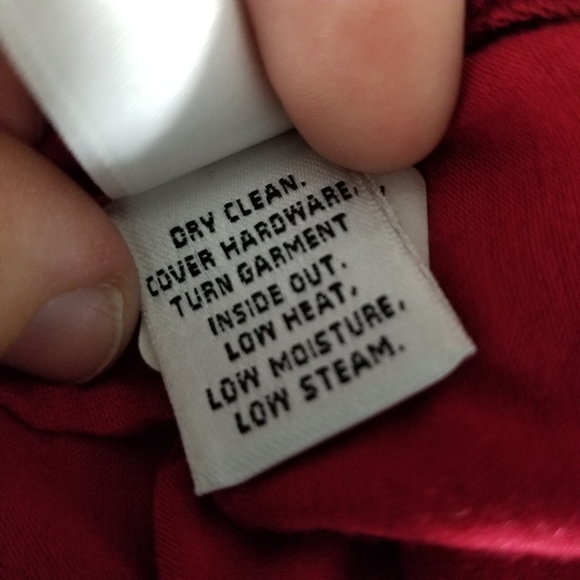 DRY CLEAN.
COVER HARDWARE,
TURN GARMENT
INSIDE OUT.
LOW HEAT,
LOW MOISTURE,
LOW STEAM.